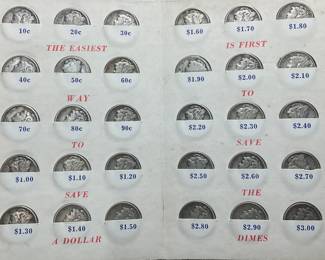 10c 20c 30c
THE EASIEST
40c 50c 60c
WAY
70c 80c 90c
TO
$1.00 $1.10 $1.20
SAVE
$1.30 $1.40 $1.50
A DOLLAR
$1.60 $1.70 $1.80
IS FIRST
$1.90 $2.00 $2.10
TO
$2.20 $2.30 $2.40
SAVE
$2.50 $2.60 $2.70
THE
$2.80 $2.90 $3.00
DIMES